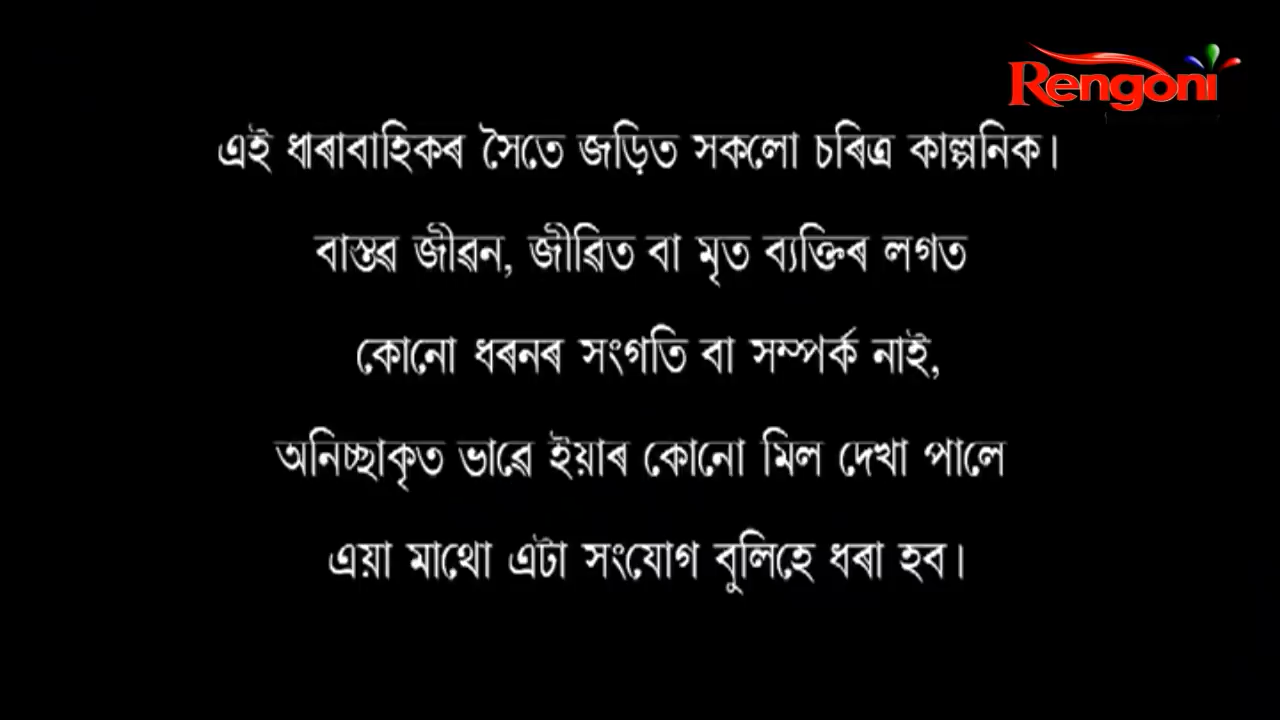 Rengoni
এই ধাৰাবাহিকৰ সৈতে জড়িত সকলো চৰিত্ৰ কাল্পনিক।
বাস্তৱ জীৱন, জীৱিত বা মৃত ব্যক্তিৰ লগত
কোনো ধৰনৰ সংগতি বা সম্পৰ্ক নাই,
অনিচ্ছাকৃত ভাৱে ইয়াৰ কোনো মিল দেখা পালে
এয়া মাথো এটা সংযোগ বুলিহে ধৰা হব।